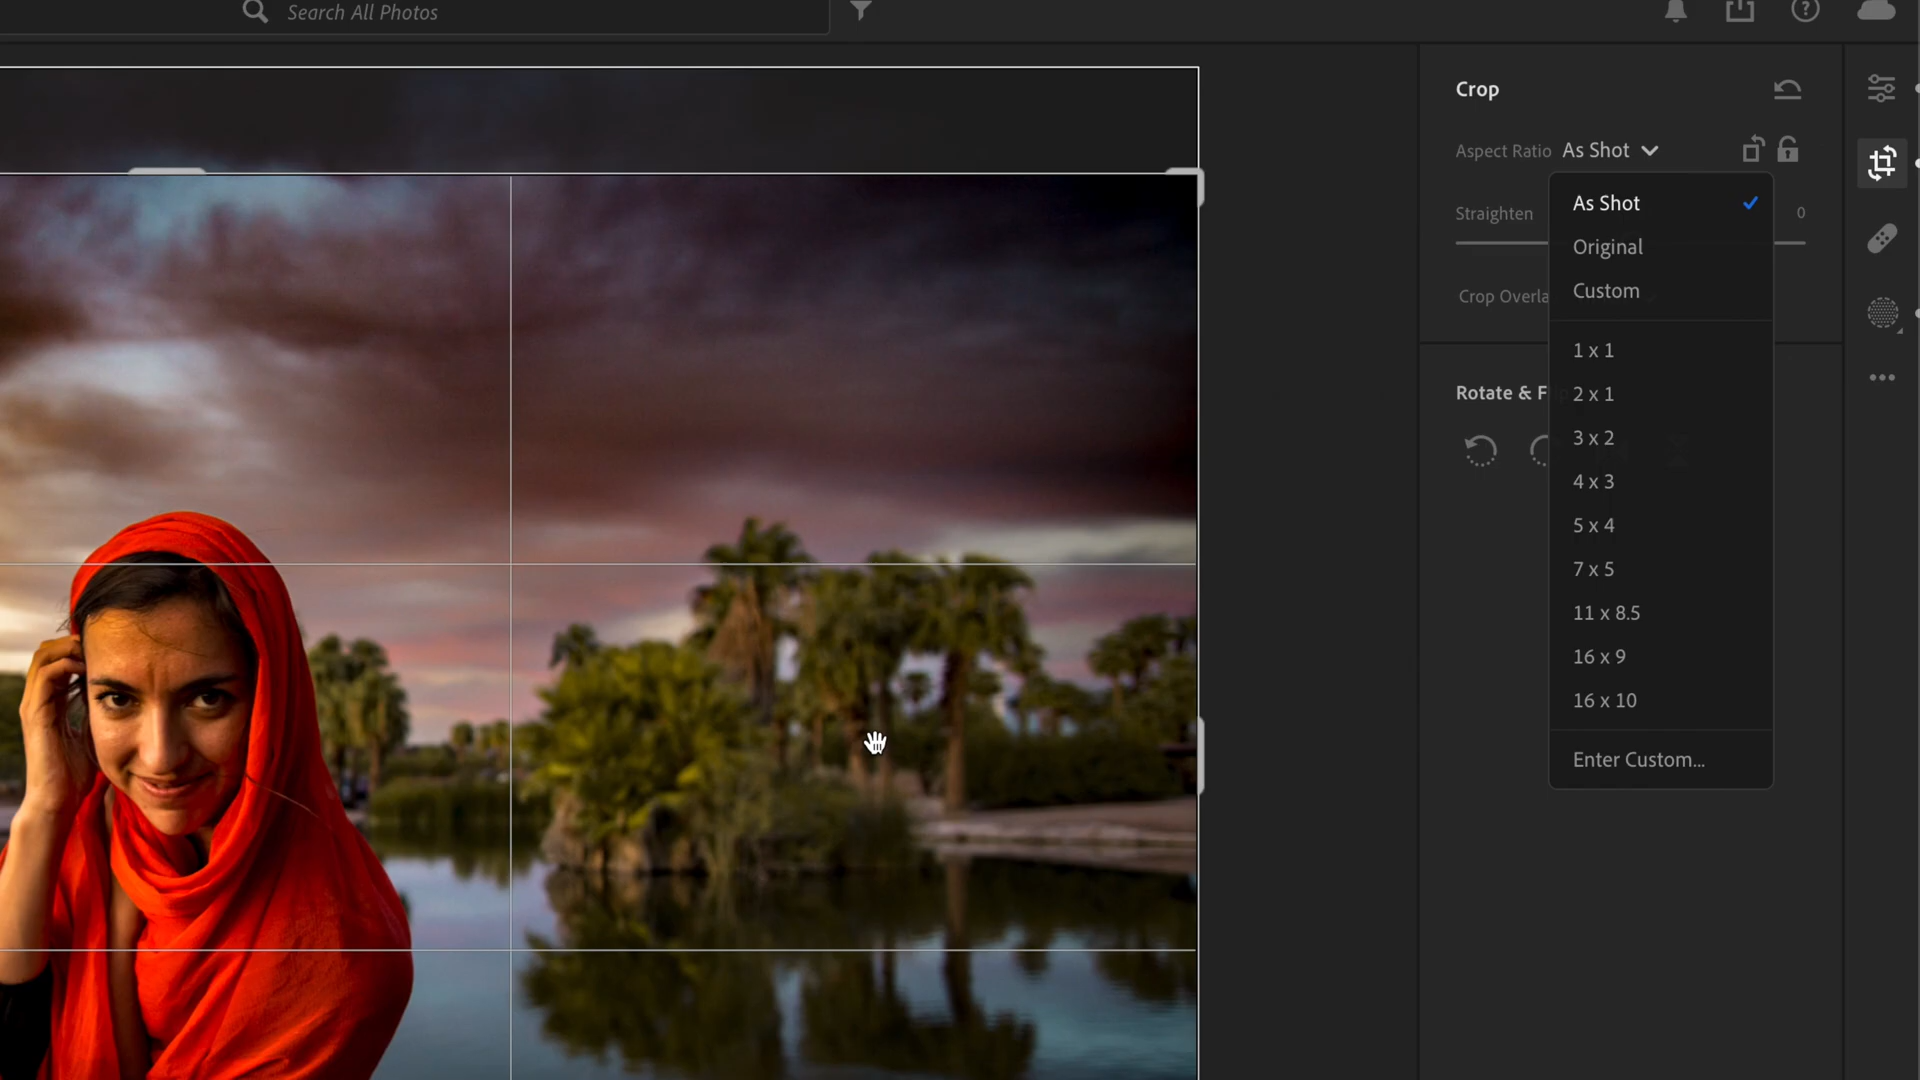 Search All Photos
Crop
Aspect Ratio As Shot
As Shot
Straighten
0
Original
Custom
Crop Overla
1 x 1
Rotate & F
2 x 1
3 x 2
4 x 3
5 x 4
7 x 5
11 x 8.5
16 x 9
16 x 10
Enter Custom...